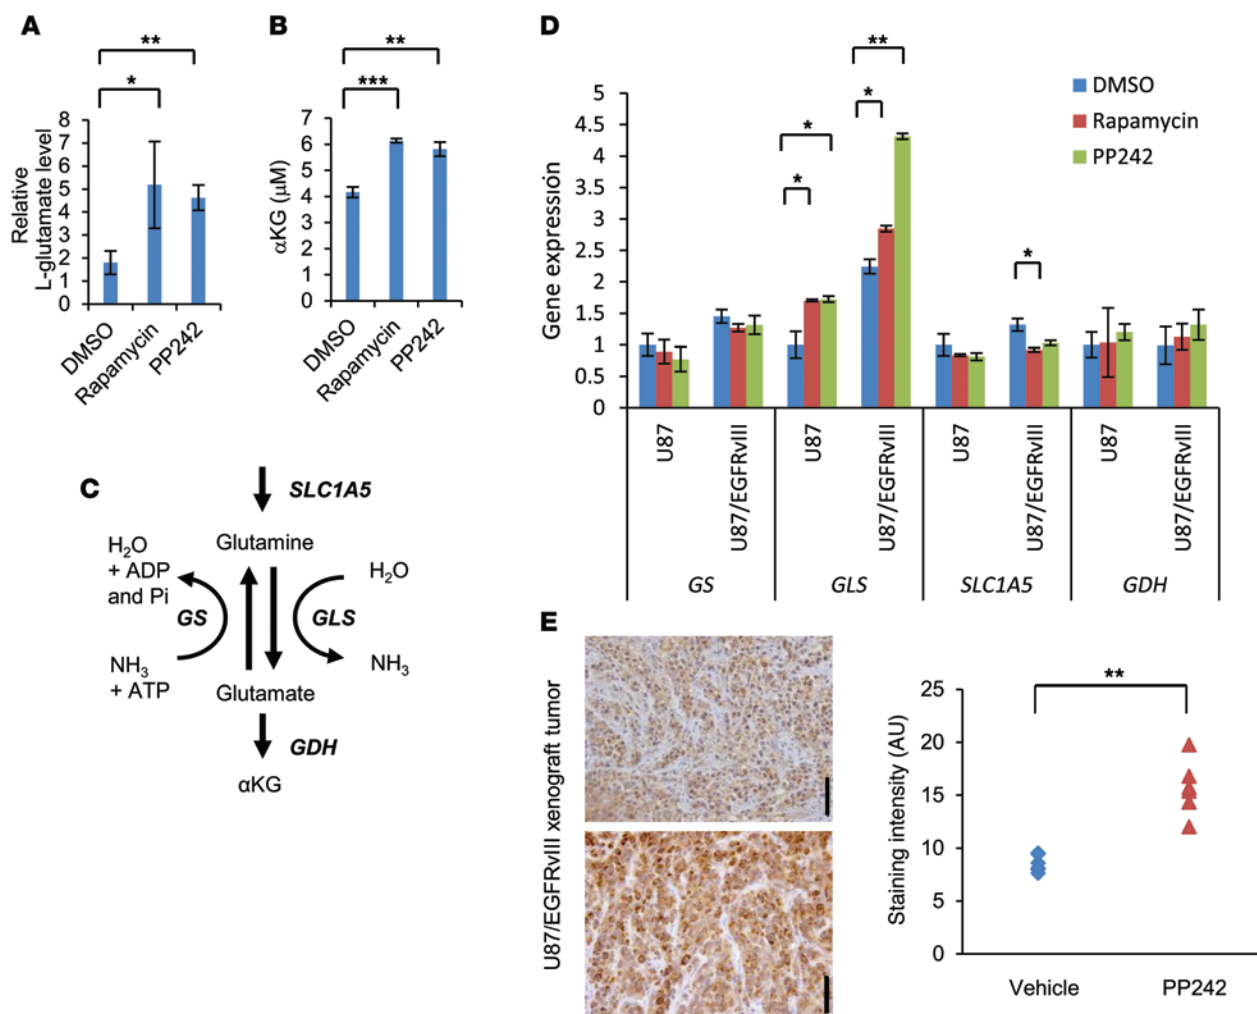 A
**
*
8
7
6
5
4
3
2
1
0
Relative
L-glutamate level
DMSO
Rapamycin
PP242
B
**
***
7
6
5
4
3
2
1
0
αKG (μM)
DMSO
Rapamycin
PP242
C
SLC1A5
Glutamine
H₂O
+ ADP
and Pi
H₂O
GS
GLS
NH₃
+ ATP
NH₃
Glutamate
GDH
αKG
D
**
*
*
*
*
DMSO
Rapamycin
PP242
5
4.5
4
3.5
3
2.5
2
1.5
1
0.5
0
Gene expression
U87
U87/EGFRvIII
U87
U87/EGFRvIII
U87
U87/EGFRvIII
U87
U87/EGFRvIII
GS
GLS
SLC1A5
GDH
E
U87/EGFRvIII xenograft tumor
**
25
20
15
10
5
0
Staining intensity (AU)
Vehicle
PP242